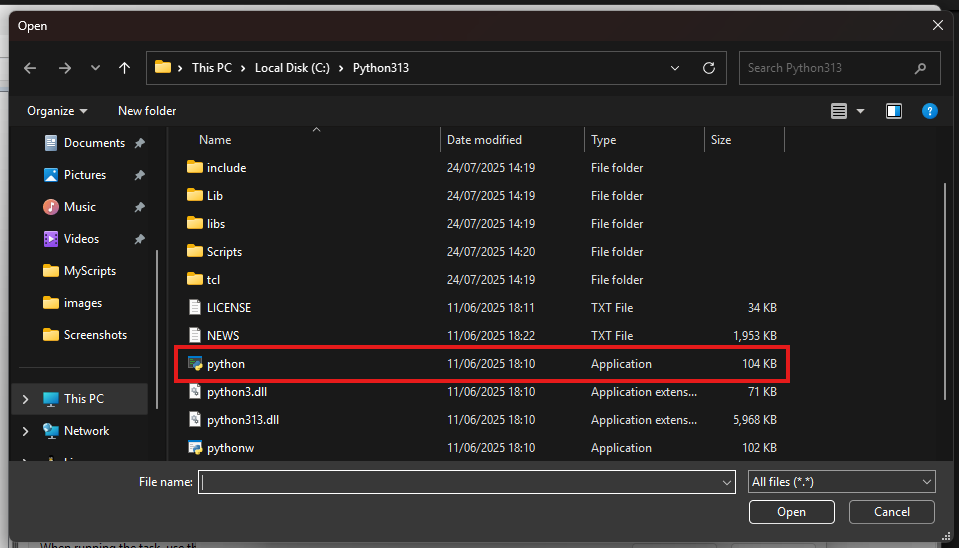 Open
This PC > Local Disk (C:) > Python313
Search Python313
Organize New folder
Name Date modified Type Size
Documents
Pictures
Music
Videos
MyScripts
images
Screenshots
This PC
Network
include 24/07/2025 14:19 File folder
Lib 24/07/2025 14:19 File folder
libs 24/07/2025 14:19 File folder
Scripts 24/07/2025 14:20 File folder
tcl 24/07/2025 14:19 File folder
LICENSE 11/06/2025 18:11 TXT File 34 KB
NEWS 11/06/2025 18:22 TXT File 1,953 KB
python 11/06/2025 18:10 Application 104 KB
python3.dll 11/06/2025 18:10 Application extens... 71 KB
python313.dll 11/06/2025 18:10 Application extens... 5,968 KB
pythonw 11/06/2025 18:10 Application 102 KB
File name: All files (*.*)
Open Cancel
When running the task, use th